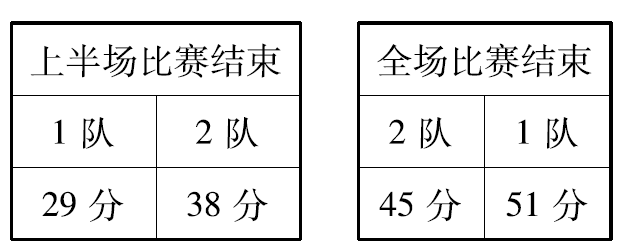 上半场比赛结束
1 队 2 队
29 分 38 分
全场比赛结束
2 队 1 队
45 分 51 分